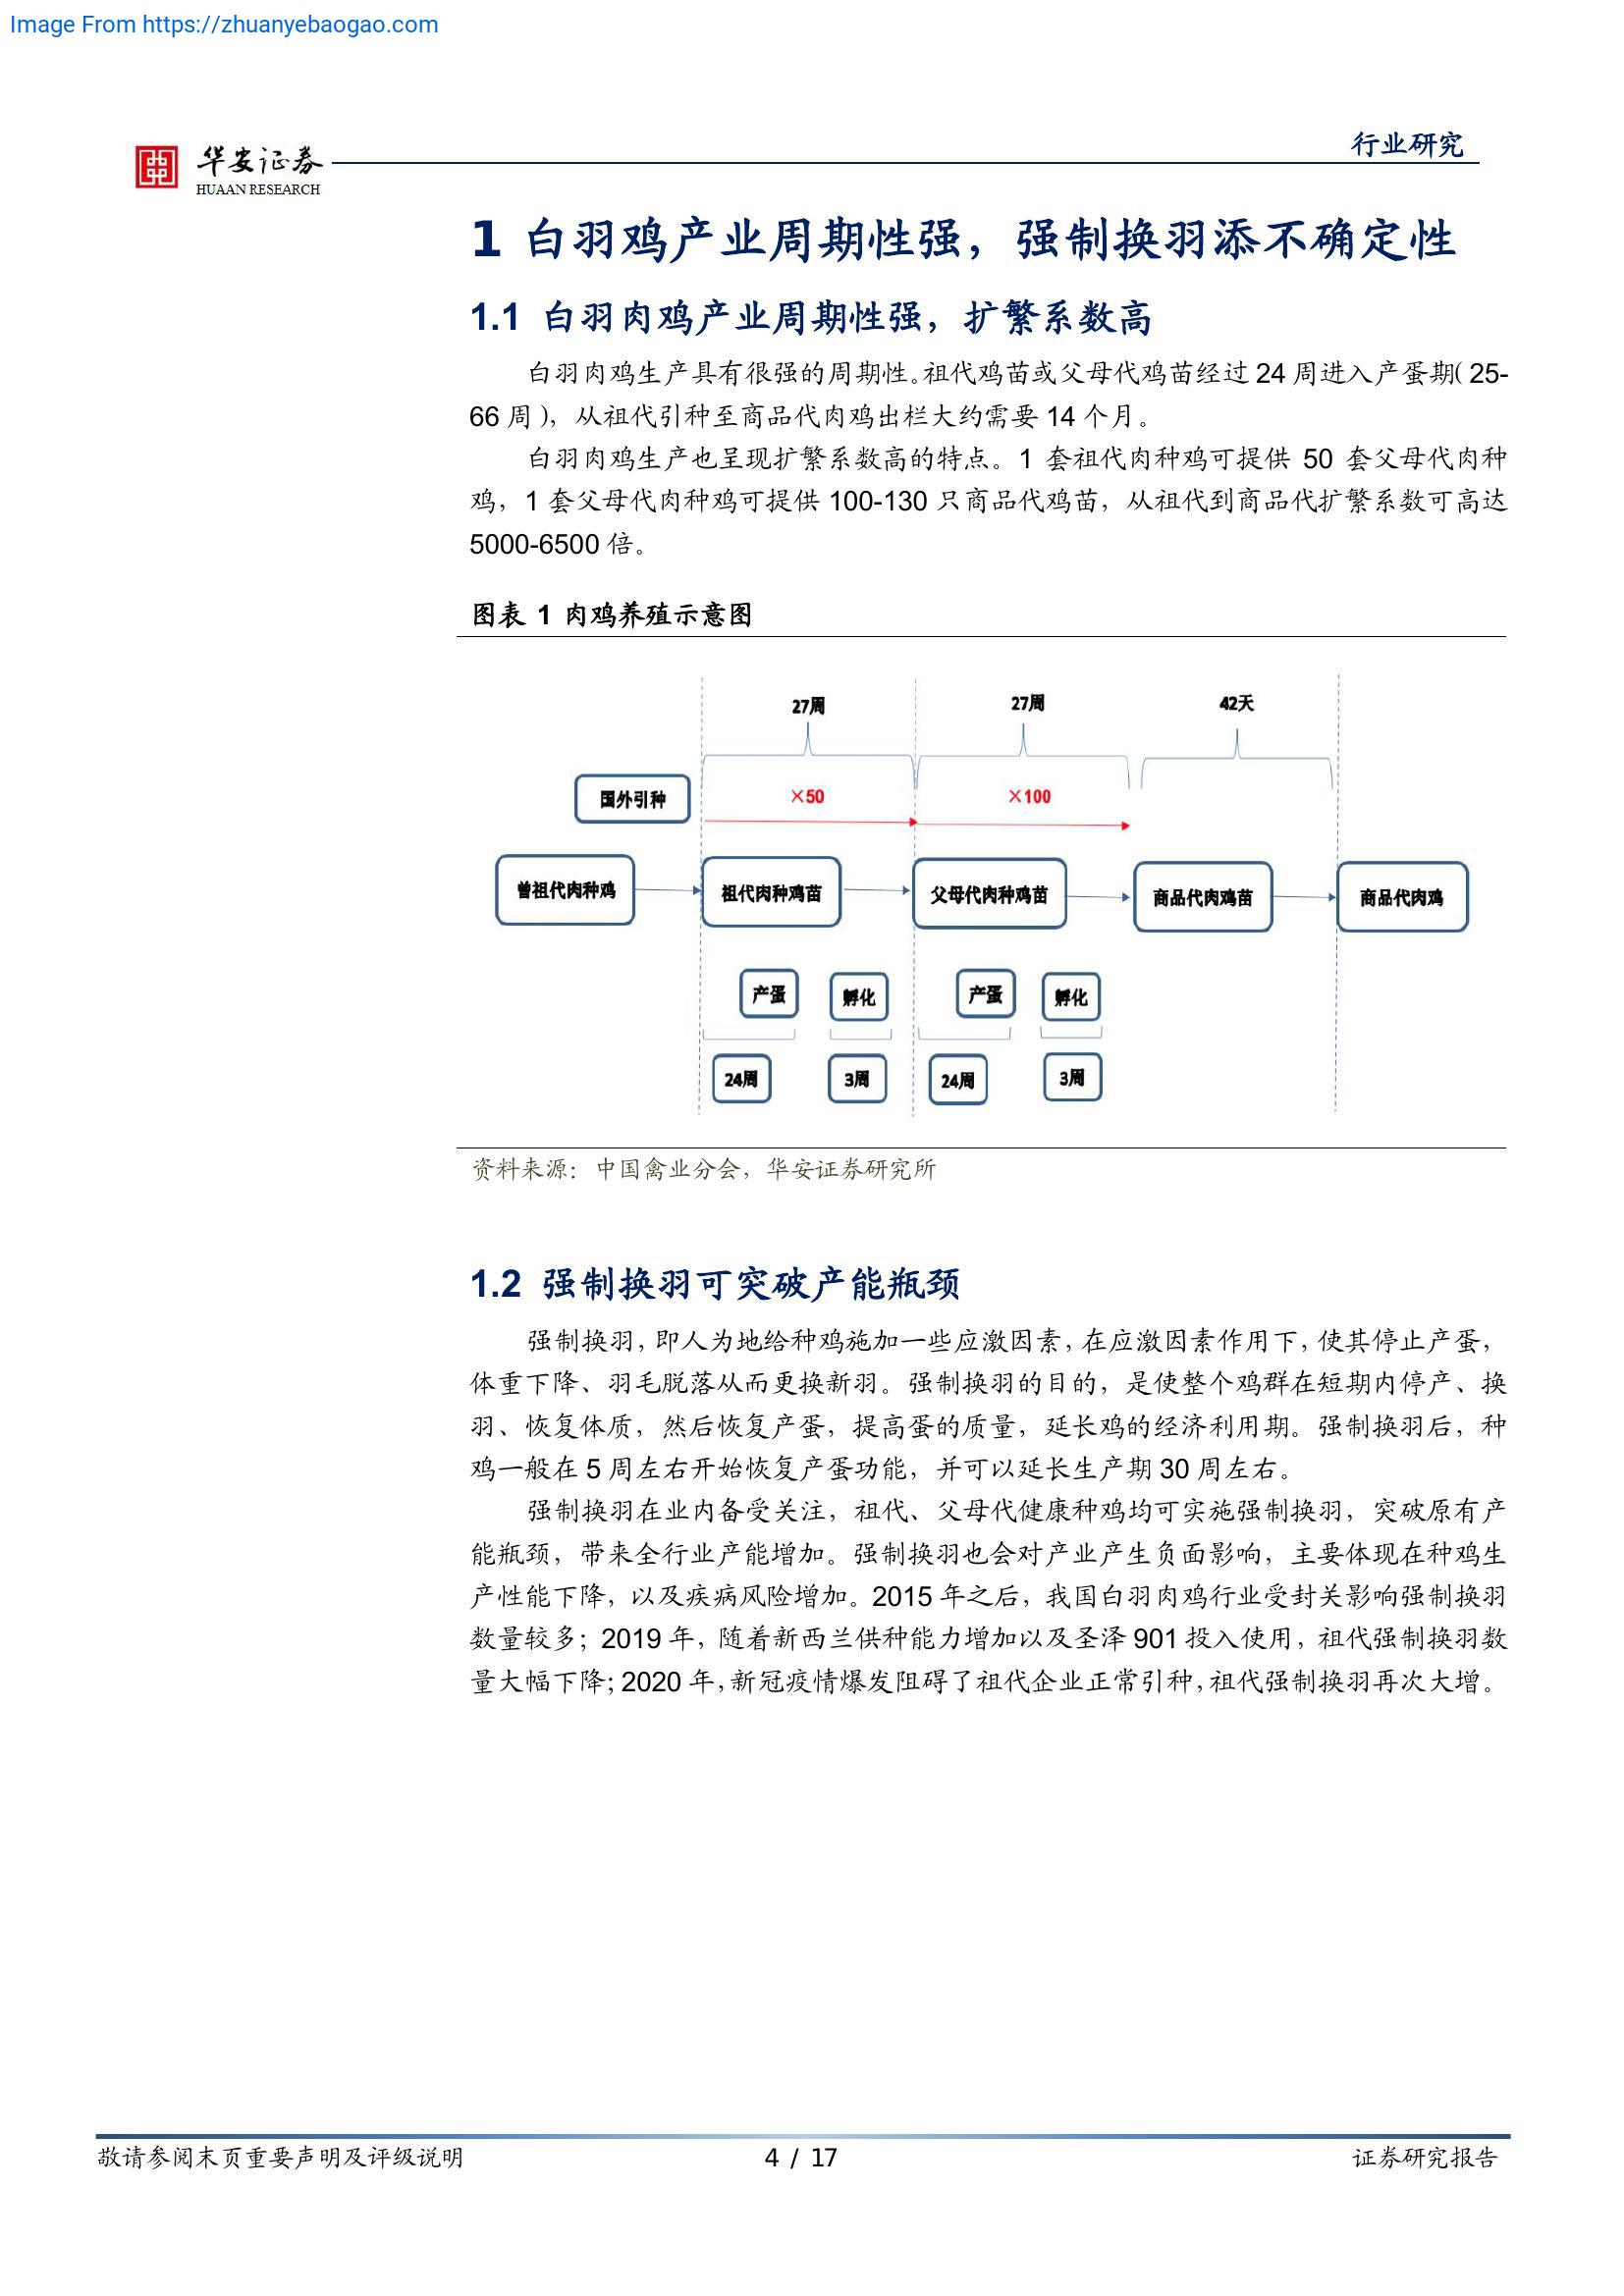 Image From https://zhuanyebaogao.com
华安证券
HUAAN RESEARCH
行业研究
1 白羽鸡产业周期性强，强制换羽添不确定性
1.1 白羽肉鸡产业周期性强，扩繁系数高
白羽肉鸡生产具有很强的周期性。祖代鸡苗或父母代鸡苗经过 24 周进入产蛋期（25-
66 周），从祖代引种至商品代肉鸡出栏大约需要 14 个月。
白羽肉鸡生产也呈现扩繁系数高的特点。1 套祖代肉种鸡可提供 50 套父母代肉种
鸡，1 套父母代肉种鸡可提供 100-130 只商品代鸡苗，从祖代到商品代扩繁系数可高达
5000-6500 倍。
图表 1 肉鸡养殖示意图
27周 27周 42天
国外引种 ×50 ×100
曾祖代肉种鸡 祖代肉种鸡苗 父母代肉种鸡苗 商品代肉鸡苗 商品代肉鸡
产蛋 孵化 产蛋 孵化
24周 3周 24周 3周
资料来源：中国禽业分会，华安证券研究所
1.2 强制换羽可突破产能瓶颈
强制换羽，即人为地给种鸡施加一些应激因素，在应激因素作用下，使其停止产蛋，
体重下降、羽毛脱落从而更换新羽。强制换羽的目的，是使整个鸡群在短期内停产、换
羽、恢复体质，然后恢复产蛋，提高蛋的质量，延长鸡的经济利用期。强制换羽后，种
鸡一般在 5 周左右开始恢复产蛋功能，并可以延长生产期 30 周左右。
强制换羽在业内备受关注，祖代、父母代健康种鸡均可实施强制换羽，突破原有产
能瓶颈，带来全行业产能增加。强制换羽也会对产业产生负面影响，主要体现在种鸡生
产性能下降，以及疾病风险增加。2015 年之后，我国白羽肉鸡行业受封关影响强制换羽
数量较多；2019 年，随着新西兰供种能力增加以及圣泽 901 投入使用，祖代强制换羽数
量大幅下降；2020 年，新冠疫情爆发阻碍了祖代企业正常引种，祖代强制换羽再次大增。
敬请参阅末页重要声明及评级说明
4 / 17
证券研究报告